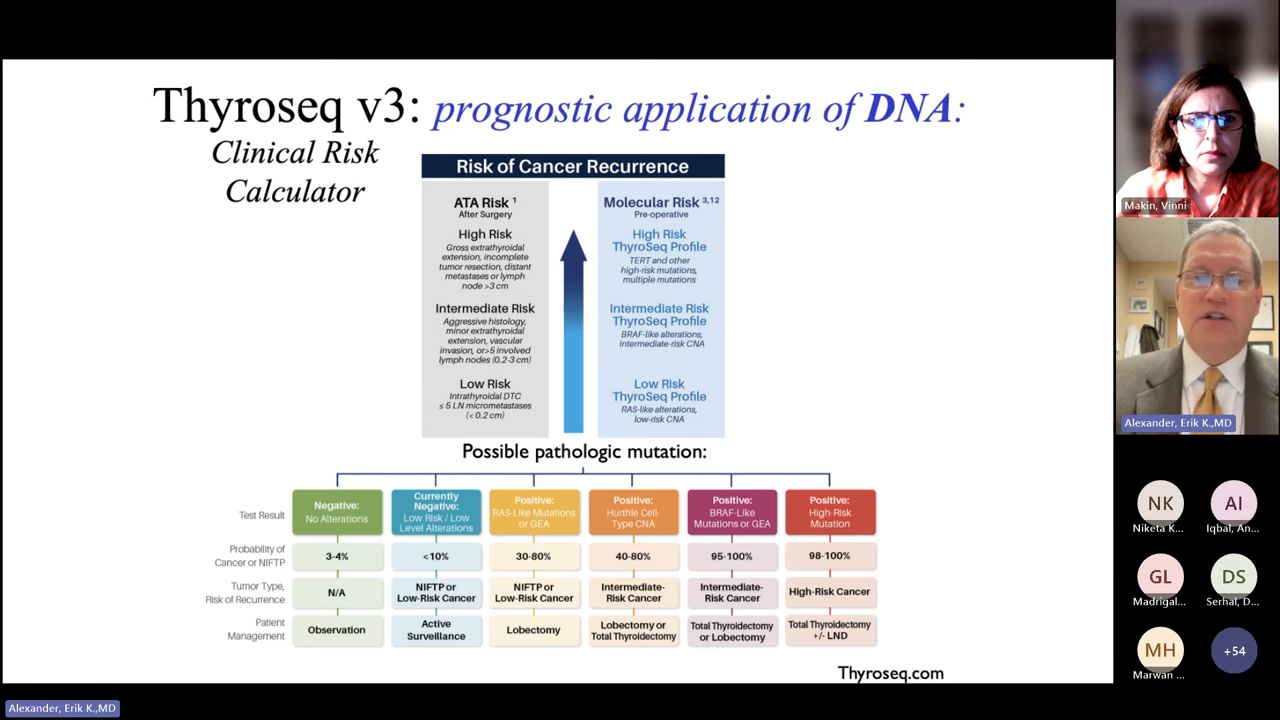 Thyroseq v3: prognostic application of DNA:
Clinical Risk
Calculator
Risk of Cancer Recurrence
ATA Risk 1
After Surgery
High Risk
Gross extrathyroidal
extension, incomplete
tumor resection, distant
metastases or lymph
node >3 cm
Intermediate Risk
Aggressive histology,
minor extrathyroidal
extension, vascular
invasion, or>5 involved
lymph nodes (0.2-3 cm)
Low Risk
Intrathyroidal DTC
≤ 5 LN micrometastases
(< 0.2 cm)
Molecular Risk 3,12
Pre-operative
High Risk
ThyroSeq Profile
TERT and other
high-risk mutations,
multiple mutations
Intermediate Risk
ThyroSeq Profile
BRAF-like alterations,
intermediate-risk CNA
Low Risk
ThyroSeq Profile
RAS-like alterations,
low-risk CNA
Possible pathologic mutation:
Test Result
Negative:
No Alterations
Currently
Negative:
Low Risk / Low
Level Alterations
Positive:
RAS-Like Mutations
or GEA
Positive:
Hurthle Cell-
Type CNA
Positive:
BRAF-Like
Mutations or GEA
Positive:
High-Risk
Mutation
Probability of
Cancer or NIFTP
3-4%
<10%
30-80%
40-80%
95-100%
98-100%
Tumor Type,
Risk of Recurrence
N/A
NIFTP or
Low-Risk Cancer
NIFTP or
Low-Risk Cancer
Intermediate-
Risk Cancer
Intermediate-
Risk Cancer
High-Risk Cancer
Patient
Management
Observation
Active
Surveillance
Lobectomy
Lobectomy or
Total Thyroidectomy
Total Thyroidectomy
or Lobectomy
Total Thyroidectomy
+/- LND
Thyroseq.com
Makin, Vinni
Alexander, Erik K.,MD
NK
Niketa K...
AI
Iqbal, An...
GL
Madrigal...
DS
Serhal, D...
MH
Marwan ...
+54
Alexander, Erik K.,MD